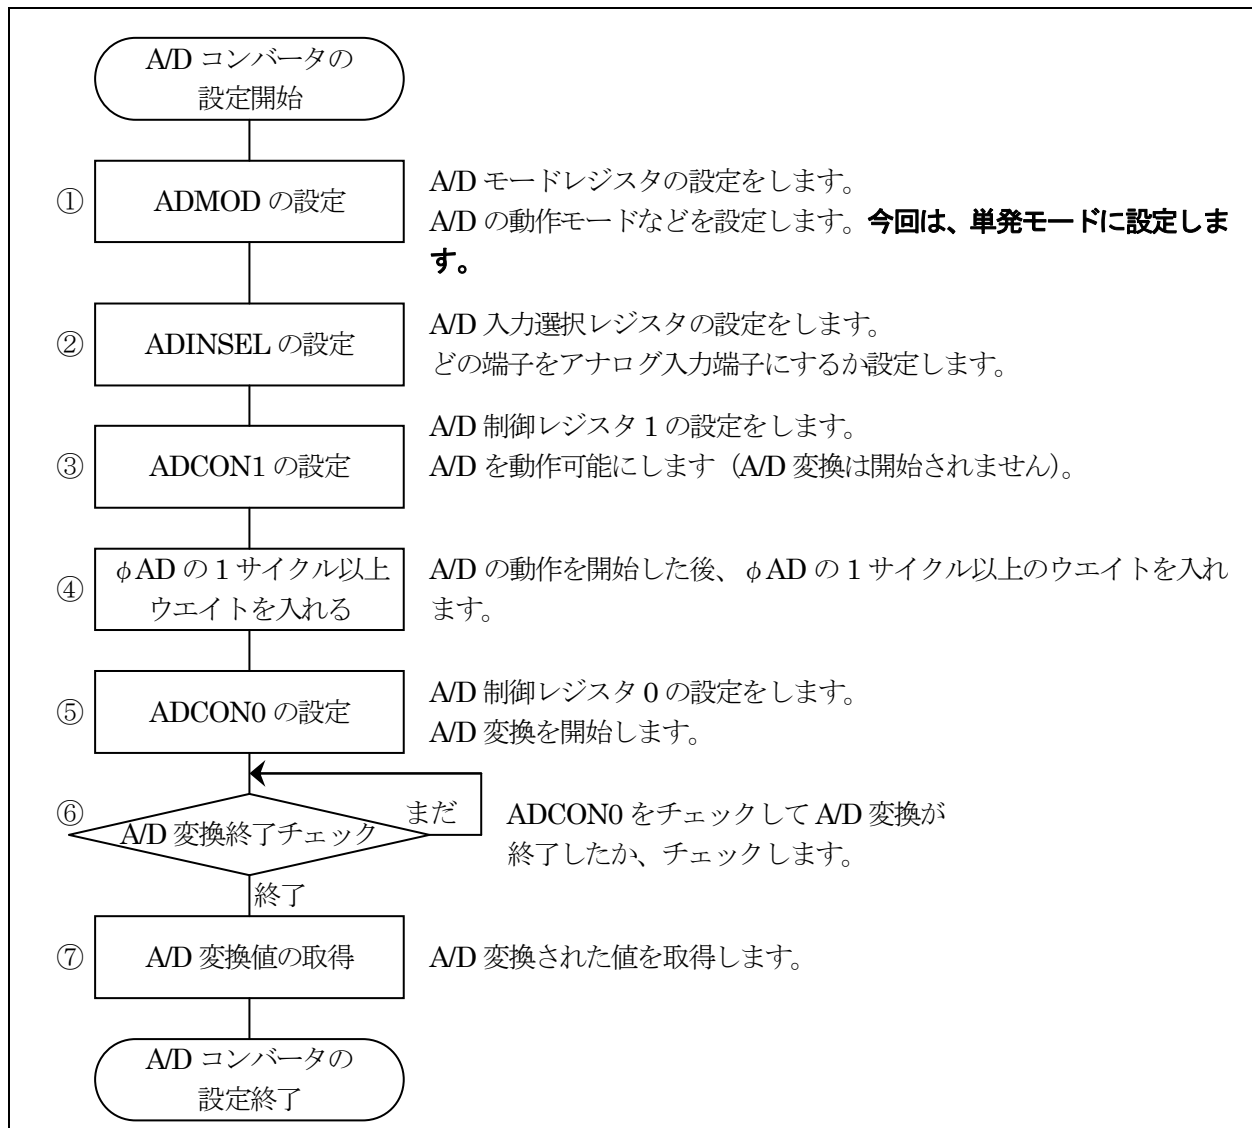 A/D コンバータの
設定開始
①
ADMOD の設定
A/D モードレジスタの設定をします。
A/D の動作モードなどを設定します。今回は、単発モードに設定しま
す。
②
ADINSEL の設定
A/D 入力選択レジスタの設定をします。
どの端子をアナログ入力端子にするか設定します。
③
ADCON1 の設定
A/D 制御レジスタ 1 の設定をします。
A/D を動作可能にします（A/D 変換は開始されません）。
④
φAD の 1 サイクル以上
ウエイトを入れる
A/D の動作を開始した後、φAD の 1 サイクル以上のウエイトを入れ
ます。
⑤
ADCON0 の設定
A/D 制御レジスタ 0 の設定をします。
A/D 変換を開始します。
⑥
A/D 変換終了チェック
まだ
ADCON0 をチェックして A/D 変換が
終了したか、チェックします。
終了
⑦
A/D 変換値の取得
A/D 変換された値を取得します。
A/D コンバータの
設定終了